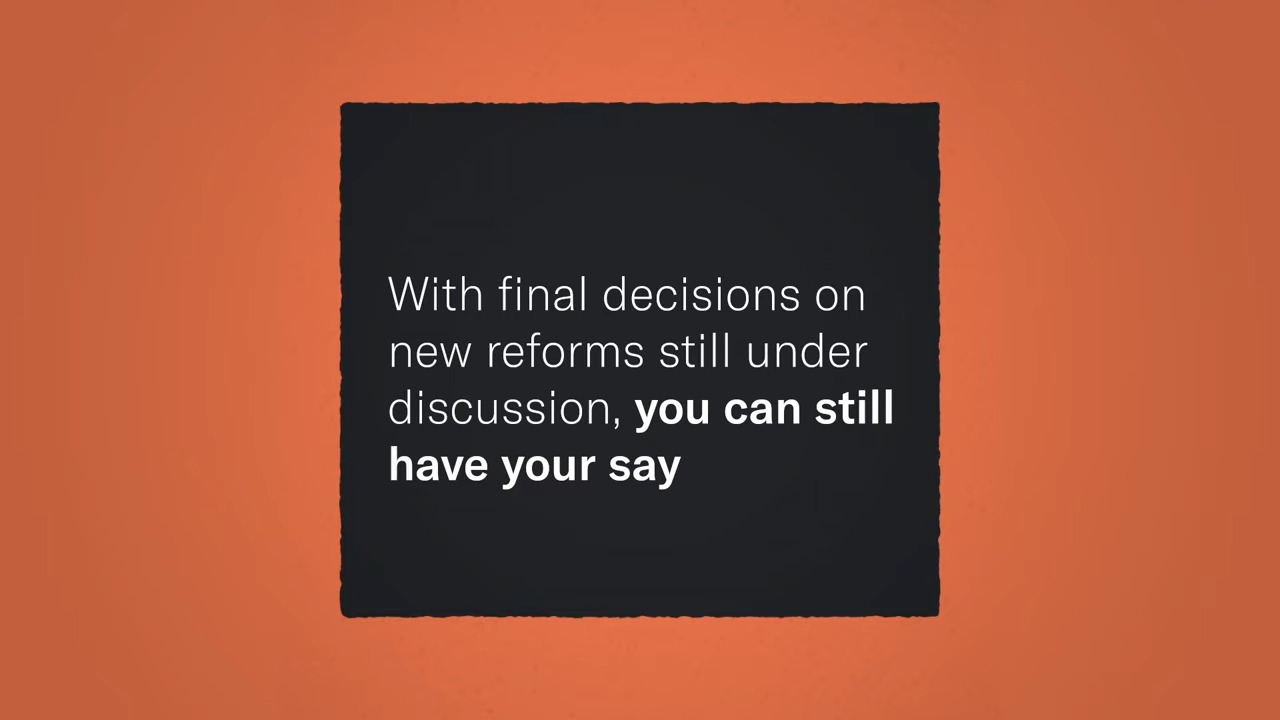 With final decisions on
new reforms still under
discussion, you can still
have your say